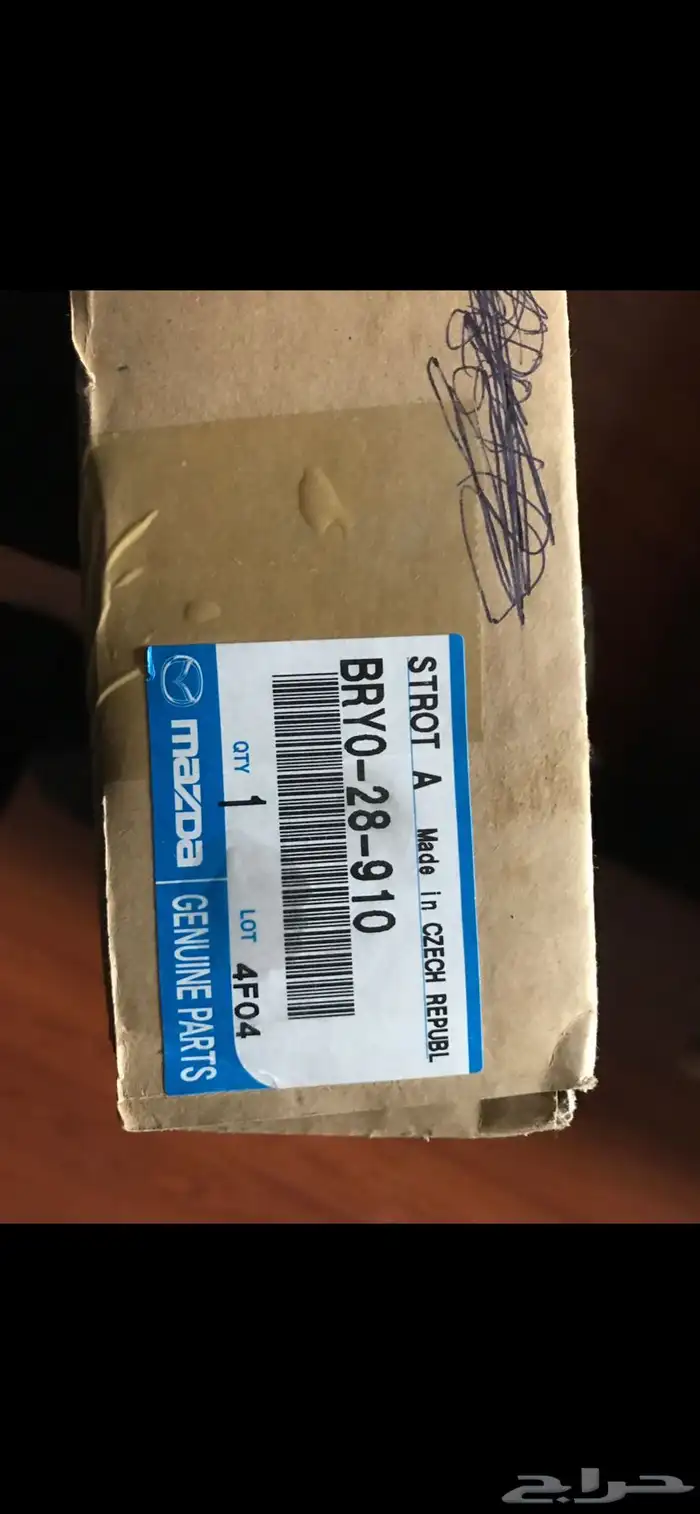 STROT A Made in CZECH REPUBL
BRY0-28-910
QTY 1 LOT 4F04
mazda GENUINE PARTS
حراج